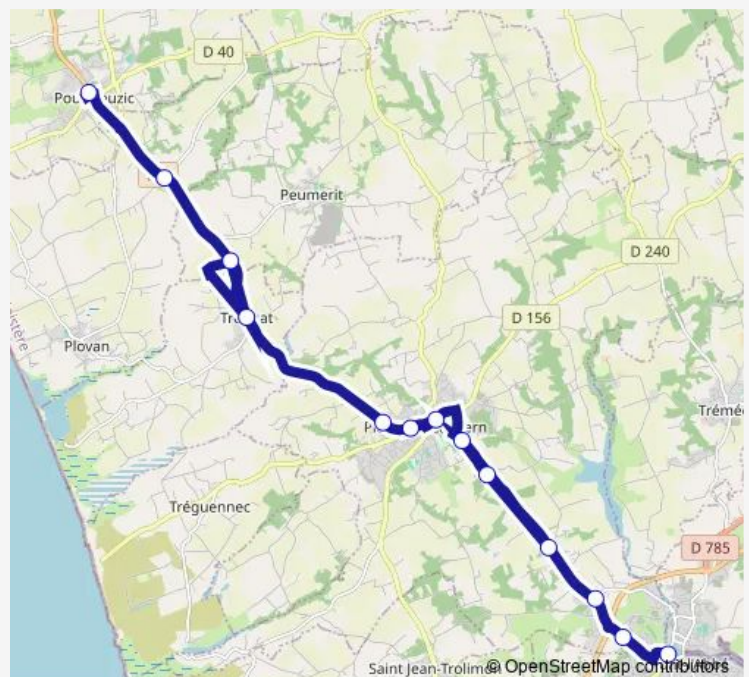 D 40
Peumerit
D 240
D 156
Plovan
Tréguennec
D 785
Saint Jean-Trolimon
© OpenStreetMap contributors